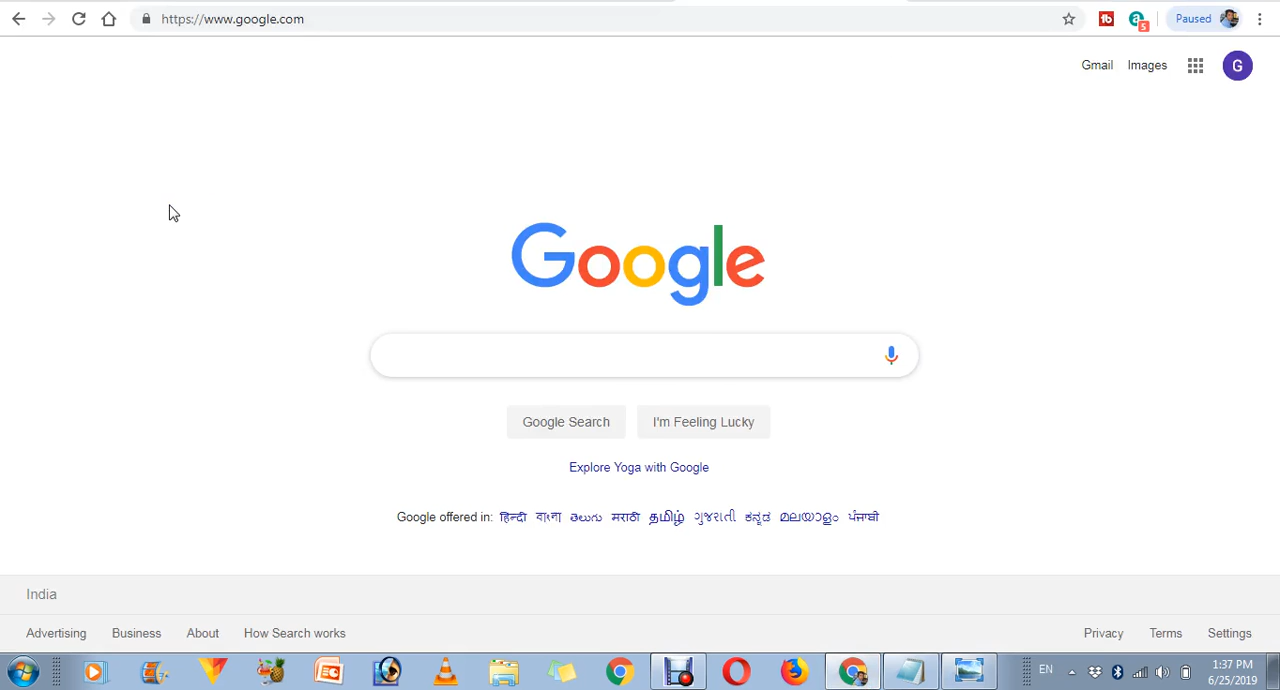 https://www.google.com
Paused
Gmail Images G
Google
Google Search I'm Feeling Lucky
Explore Yoga with Google
Google offered in: हिन्दी বাংলা తెలుగు मराठी தமிழ் ગુજરાતી ಕನ್ನಡ മലയാളം ਪੰਜਾਬੀ
India
Advertising Business About How Search works Privacy Terms Settings
EN 1:37 PM
6/25/2019